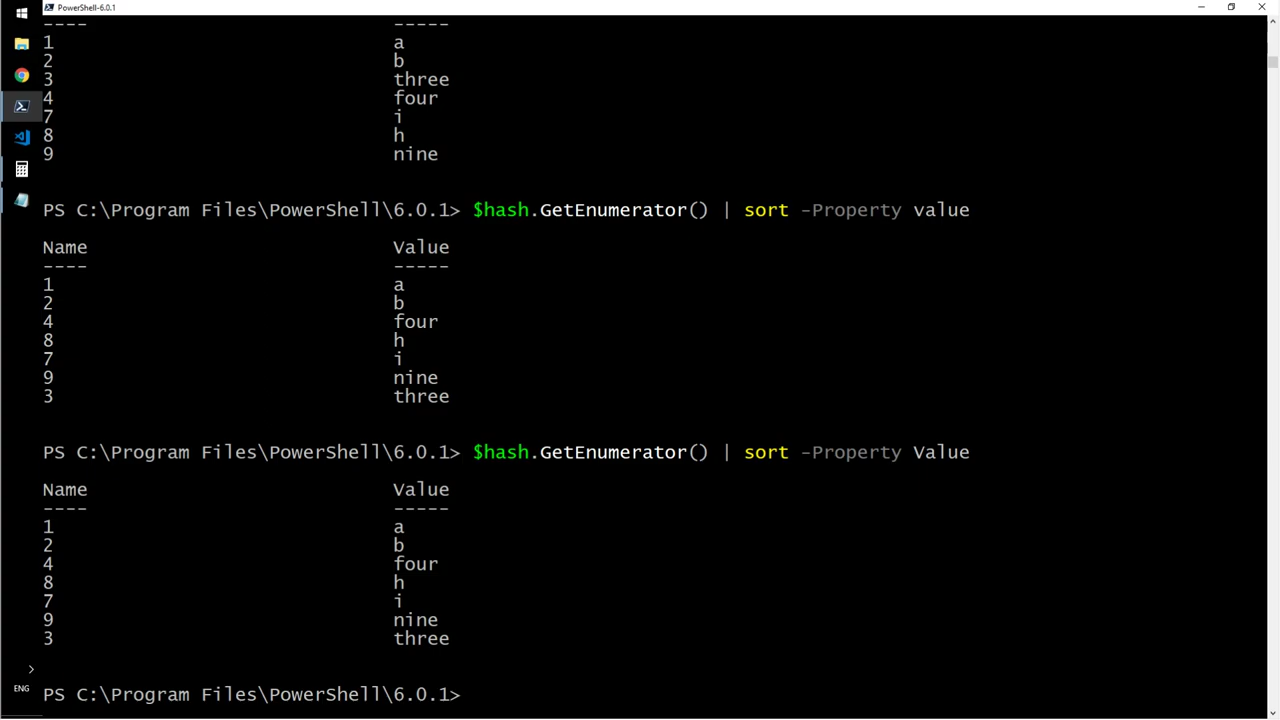 PowerShell-6.0.1
---- -----
1 a
2 b
3 three
4 four
7 i
8 h
9 nine
PS C:\Program Files\PowerShell\6.0.1> $hash.GetEnumerator() | sort -Property value
Name Value
---- -----
1 a
2 b
4 four
8 h
7 i
9 nine
3 three
PS C:\Program Files\PowerShell\6.0.1> $hash.GetEnumerator() | sort -Property Value
Name Value
---- -----
1 a
2 b
4 four
8 h
7 i
9 nine
3 three
ENG
PS C:\Program Files\PowerShell\6.0.1>